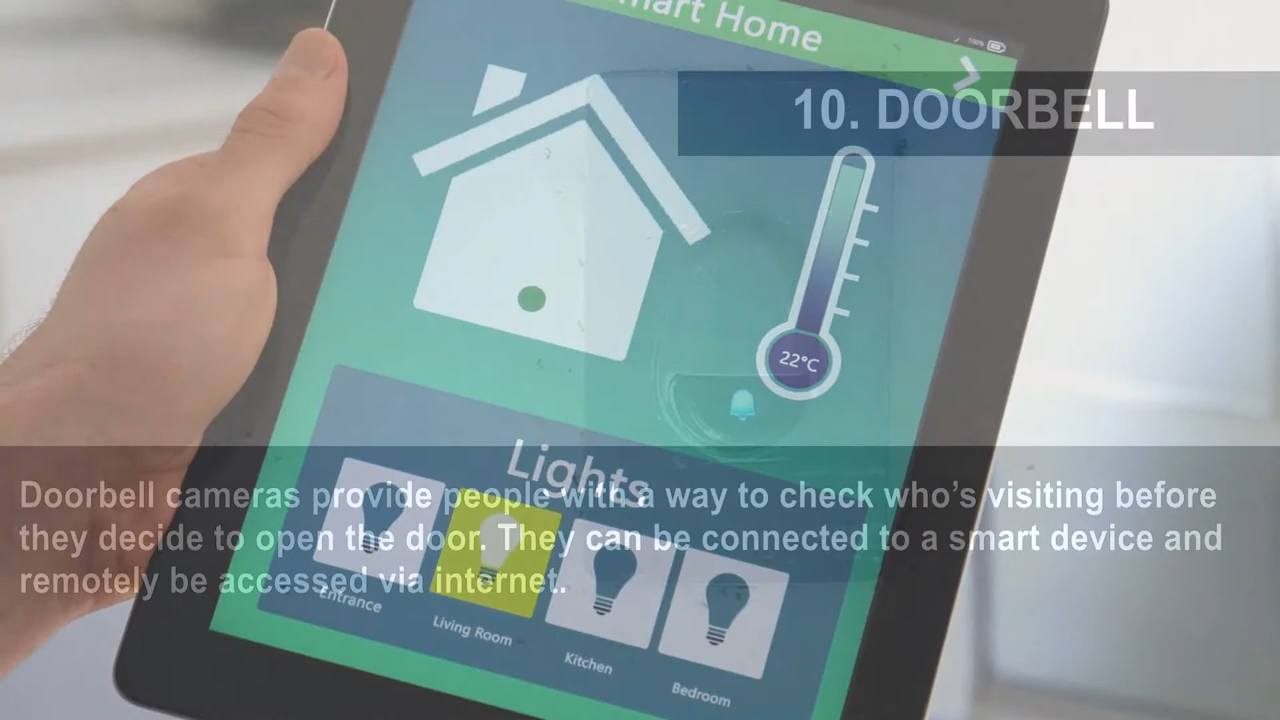 mart Home
100%
10. DOORBELL
22°C
Lights
Doorbell cameras provide people with a way to check who's visiting before
they decide to open the door. They can be connected to a smart device and
remotely be accessed via internet..
Entrance
Living Room
Kitchen
Bedroom